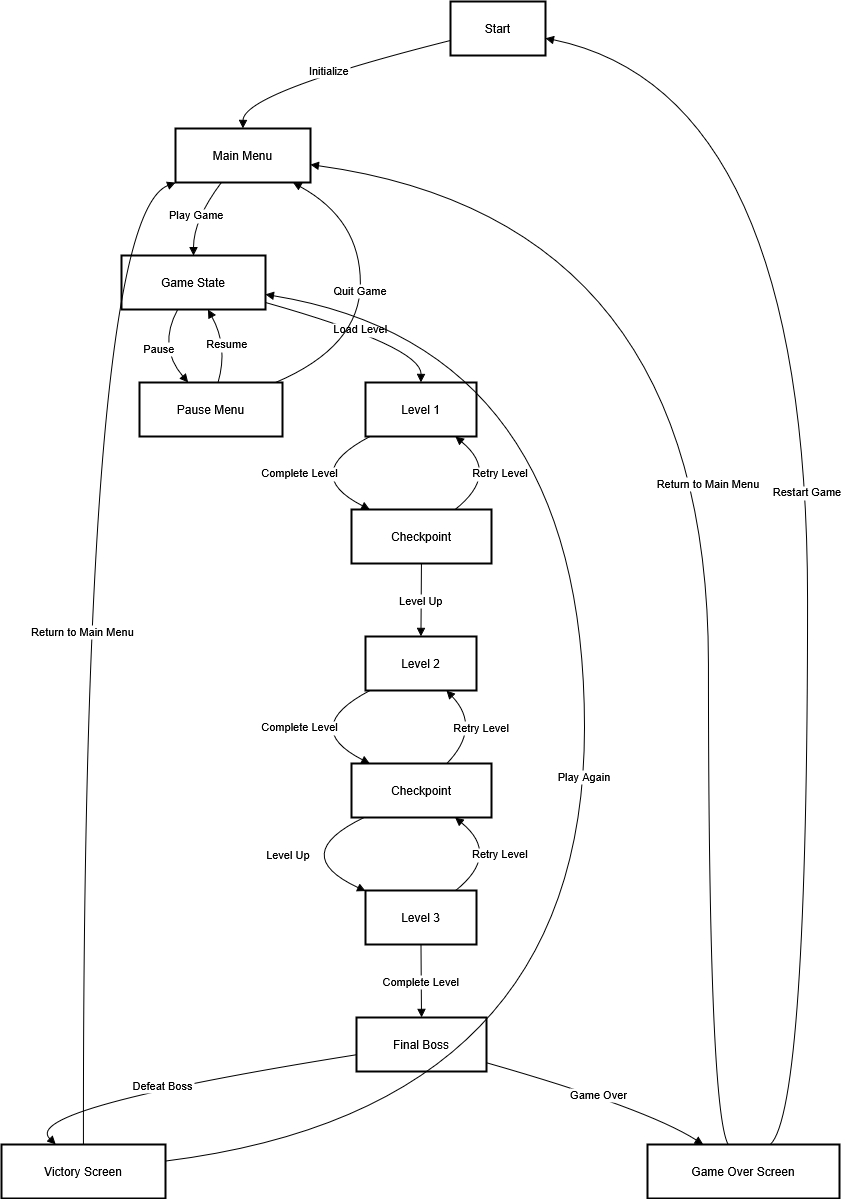 Start
Initialize
Main Menu
Play Game
Game State
Quit Game
Load Level
Pause
Resume
Pause Menu
Level 1
Complete Level
Retry Level
Return to Main Menu
Restart Game
Checkpoint
Level Up
Return to Main Menu
Level 2
Complete Level
Retry Level
Play Again
Checkpoint
Level Up
Retry Level
Level 3
Complete Level
Final Boss
Defeat Boss
Game Over
Victory Screen
Game Over Screen